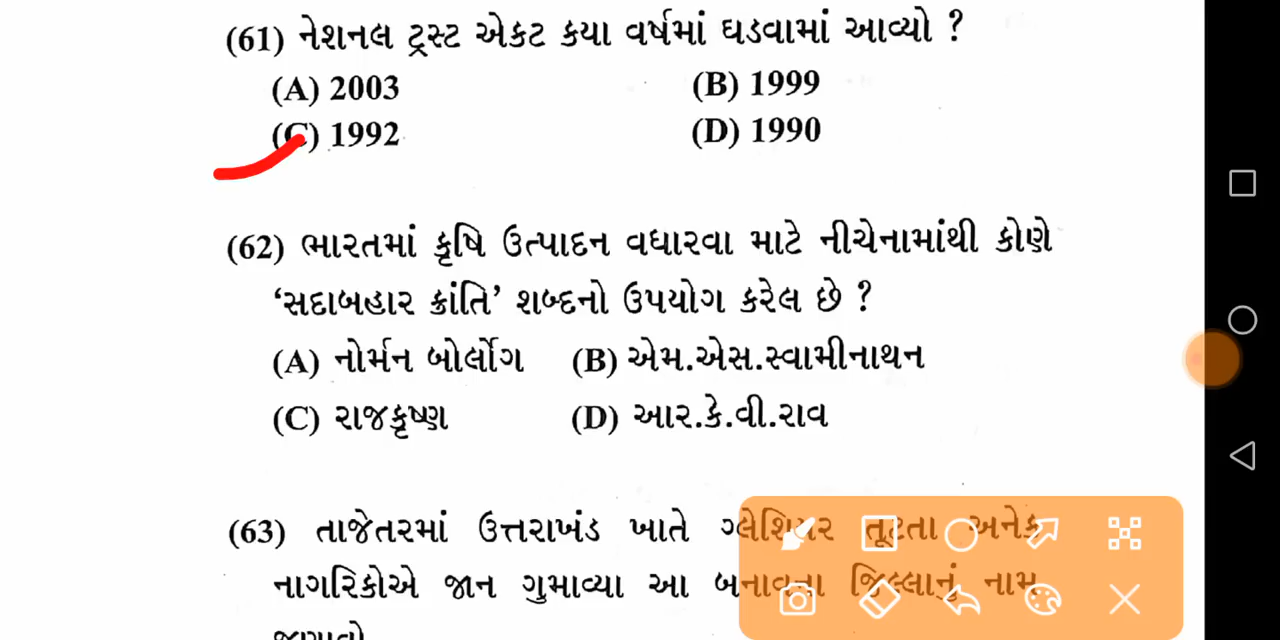 (61) નેશનલ ટ્રસ્ટ એકટ કયા વર્ષમાં ઘડવામાં આવ્યો ?
(A) 2003 (B) 1999
(C) 1992 (D) 1990
(62) ભારતમાં કૃષિ ઉત્પાદન વધારવા માટે નીચેનામાંથી કોણે
‘સદાબહાર ક્રાંતિ’ શબ્દનો ઉપયોગ કરેલ છે ?
(A) નોર્મન બોર્લોગ (B) એમ.એસ.સ્વામીનાથન
(C) રાજકૃષ્ણ (D) આર.કે.વી.રાવ
(63) તાજેતરમાં ઉત્તરાખંડ ખાતે ગ્લેશિયર તૂટતા અનેક
નાગરિકોએ જાન ગુમાવ્યા આ બનાવના જિલ્લાનું નામ